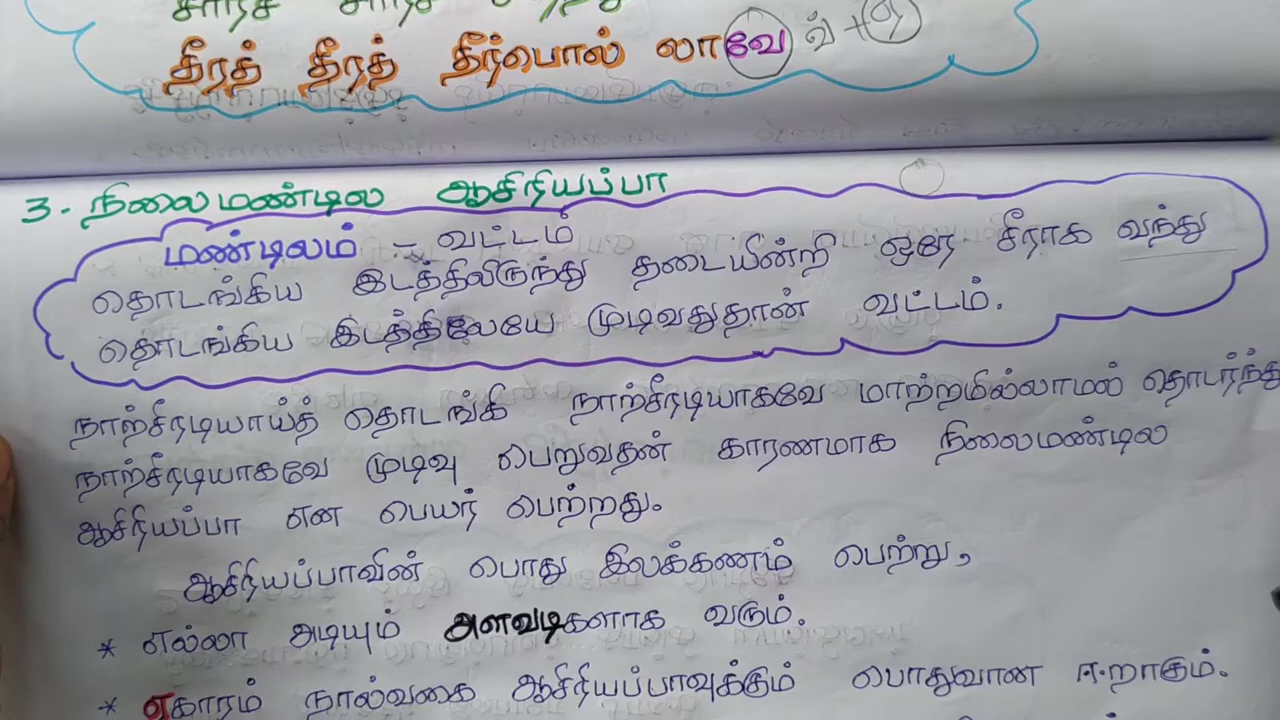 தீரத் தீரத் தீர்பொல் லாவே வ்+ஏ
3. நிலைமண்டில ஆசிரியப்பா
மண்டிலம் - வட்டம்
தொடங்கிய இடத்திலிருந்து தடையின்றி ஒரே சீராக வந்து
தொடங்கிய இடத்திலேயே முடிவதுதான் வட்டம்.
நாற்சீரடியாய்த் தொடங்கி நாற்சீரடியாகவே மாற்றமில்லாமல் தொடர்ந்து
நாற்சீரடியாகவே முடிவு பெறுவதன் காரணமாக நிலைமண்டில
ஆசிரியப்பா என பெயர் பெற்றது.
ஆசிரியப்பாவின் பொது இலக்கணம் பெற்று,
* எல்லா அடியும் அளவடிகளாக வரும்.
* ஏகாரம் நால்வகை ஆசிரியப்பாவுக்கும் பொதுவான ஈறாகும்.